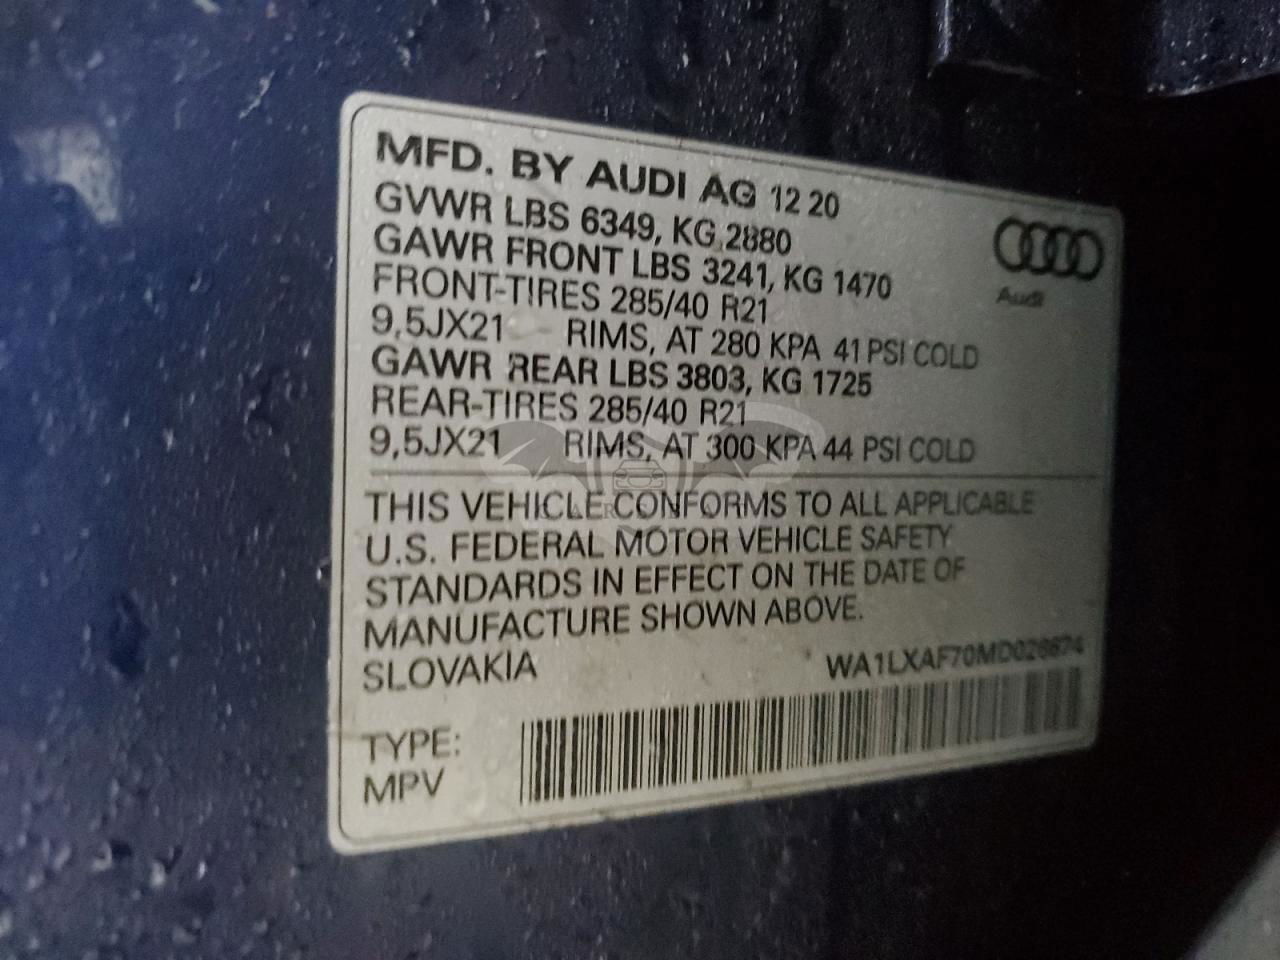 MFD. BY AUDI AG 12 20
GVWR LBS 6349, KG 2880
GAWR FRONT LBS 3241, KG 1470
FRONT-TIRES 285/40 R21
9,5JX21 RIMS, AT 280 KPA 41 PSI COLD
GAWR REAR LBS 3803, KG 1725
REAR-TIRES 285/40 R21
9,5JX21 RIMS, AT 300 KPA 44 PSI COLD
Audi
THIS VEHICLE CONFORMS TO ALL APPLICABLE
U.S. FEDERAL MOTOR VEHICLE SAFETY
STANDARDS IN EFFECT ON THE DATE OF
MANUFACTURE SHOWN ABOVE.
SLOVAKIA
TYPE:
MPV